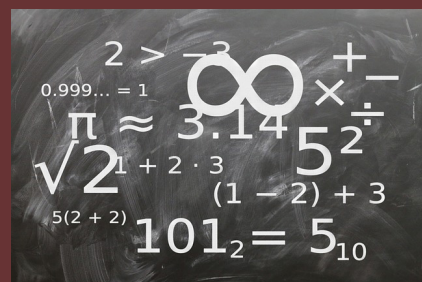 2 > −3
∞
+
−
0.999... = 1
×
÷
π ≈ 3.14
5²
√2
1 + 2 · 3
(1 − 2) + 3
5(2 + 2)
101₂ = 5₁₀